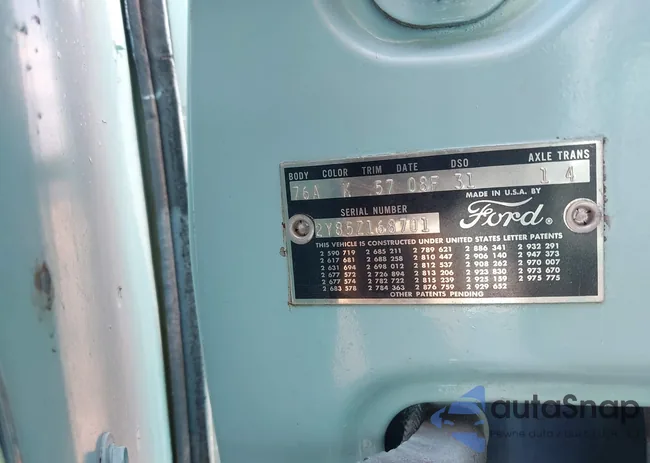 BODY COLOR TRIM DATE DSO AXLE TRANS
76A K 57 08F 31 1 4
MADE IN U.S.A. BY
SERIAL NUMBER
Ford®
2Y85Z168701
THIS VEHICLE IS CONSTRUCTED UNDER UNITED STATES LETTER PATENTS
2 590 719 2 685 211 2 789 621 2 886 341 2 932 291
2 617 681 2 688 258 2 810 447 2 906 140 2 947 373
2 631 694 2 698 012 2 812 537 2 908 262 2 970 007
2 677 572 2 726 894 2 813 206 2 923 830 2 973 670
2 677 574 2 782 722 2 815 239 2 925 159 2 975 775
2 683 578 2 784 363 2 876 759 2 929 652
OTHER PATENTS PENDING
autaSnap